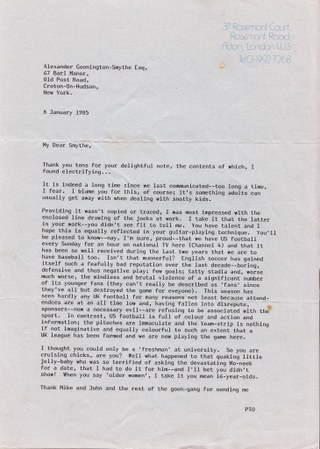 37 Rosemont Court,
Rosemont Road,
Acton, London W.3
Alexander Goonington-Smythe Esq,
47 Bari Manor,
Old Post Road,
Croton-On-Hudson,
New York.
6 January 1985
My Dear Smythe,
Thank you tons for your delightful note, the contents of which, I
found electrifying...
It is indeed a long time since we last communicated--too long a time,
I fear. I blame you for this, of course; it's something adults can
usually get away with when dealing with snotty kids.
Providing it wasn't copied or traced, I was most impressed with the
enclosed line drawing of the jocks at work. I take it that the latter
is your work--you didn't see fit to tell me. You have talent and I
hope this is equally reflected in your guitar-playing technique. You'll
be pleased to know--nay, I'm sure, proud--that we have US football
every Sunday for an hour on national TV here (Channel 4) and that it
has been so well received during the last two years that we are to
have baseball too. Isn't that wonderful? English soccer has gained
itself such a fearfully bad reputation over the last decade--boring,
defensive and thus negative play; few goals; tatty stadia and, worse
much worse, the mindless and brutal violence of a significant number
of its younger fans (they can't really be described as 'fans' since
they've all but destroyed the game for everyone). This season has
seen hardly any UK football for many reasons not least because attend-
ances are at an all time low and, having fallen into disrepute,
sponsors--now a necessary evil--are refusing to be associated with the
sport. In contrast, US football is full of colour and action and
information; the pitches are immaculate and the team-strip is nothing
if not imaginative and equally colourful to such an extent that a
UK league has been formed and we are now playing the game here.
I thought you could only be a 'freshman' at university. So you are
cruising chicks, are you? Well what happened to that quaking little
jelly-baby who was so terrified of asking the devastating Mo-neek
for a date, that I had to do it for him--and I'll bet you didn't
show! When you say 'older women', I take it you mean 16-year-olds.
Thank Mike and John and the rest of the goon-gang for sending me
PTO